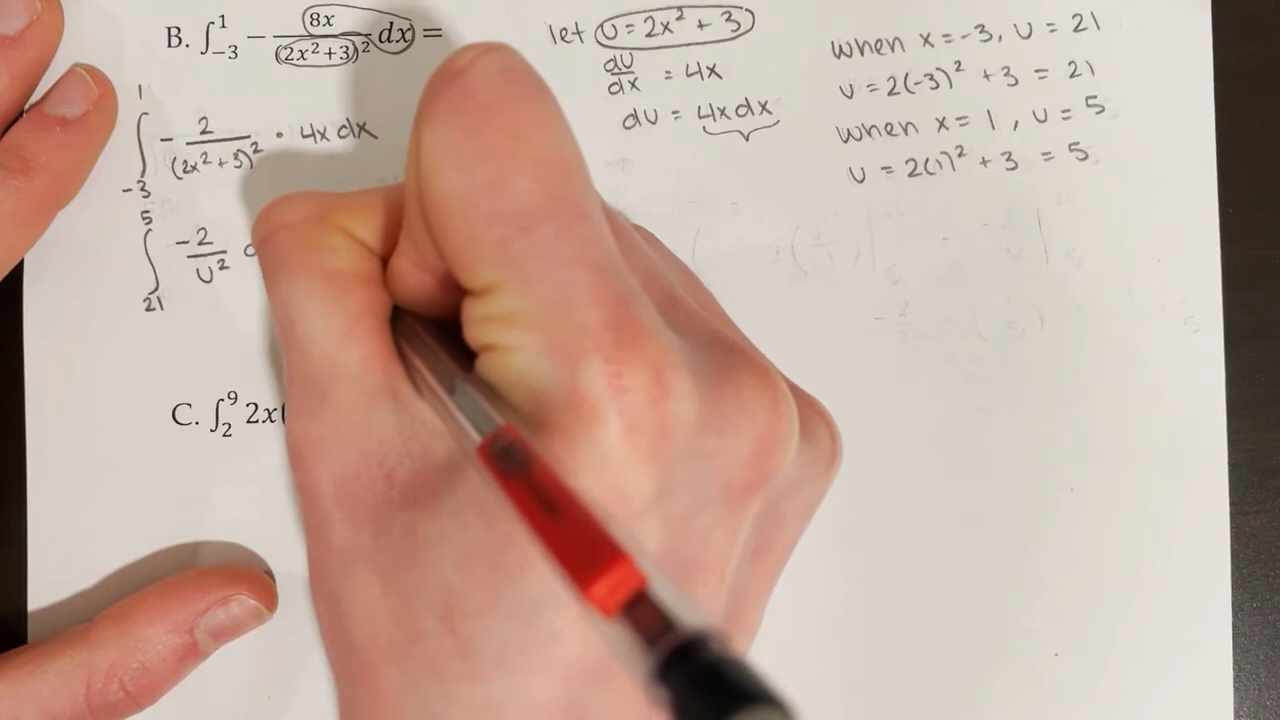 B. ∫₋₃¹ − 8x/(2x²+3)² dx =
∫₋₃¹ − 2/(2x²+3)² · 4x dx
∫₂₁⁵ −2/u²
C. ∫₂⁹ 2x(
let u = 2x² + 3
du/dx = 4x
du = 4x dx
when x = -3, u = 21
u = 2(-3)² + 3 = 21
when x = 1, u = 5
u = 2(1)² + 3 = 5